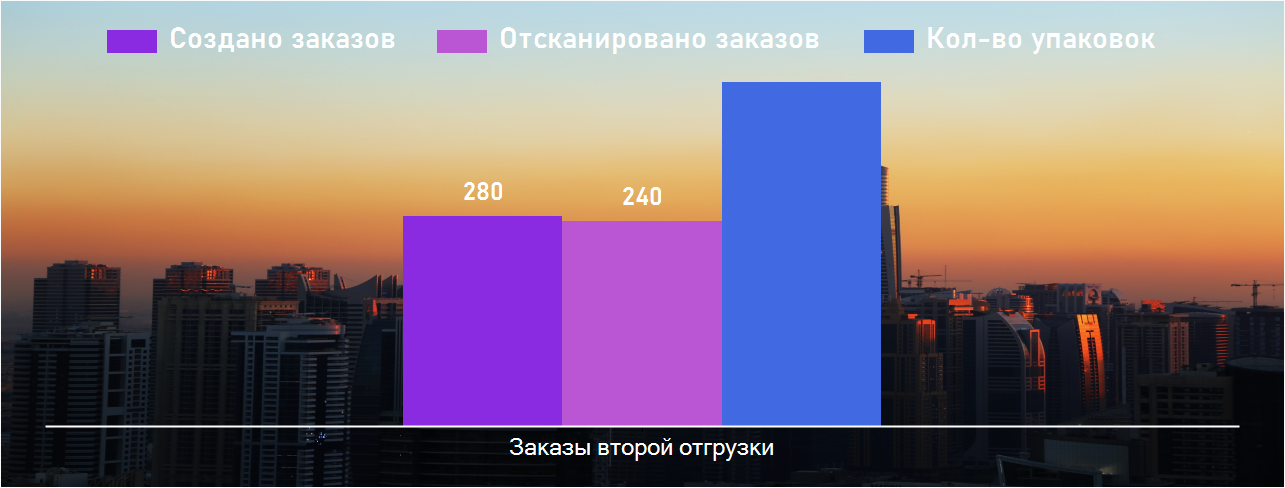 Создано заказов Отсканировано заказов Кол-во упаковок
280
240
Заказы второй отгрузки